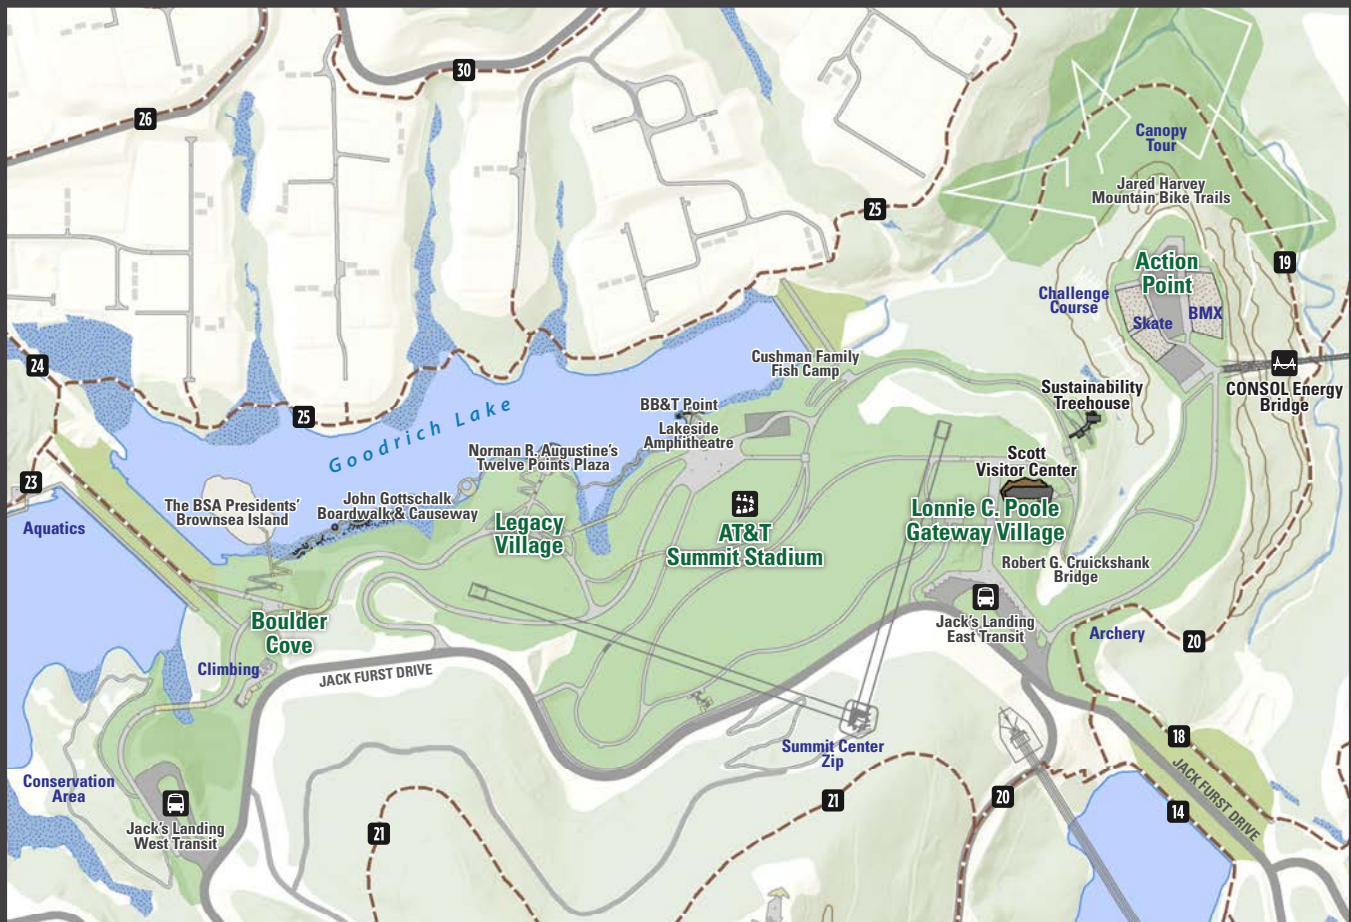 30
26
Canopy
Tour
Jared Harvey
Mountain Bike Trails
25
Action
Point
19
Challenge
Course
BMX
Skate
24
Cushman Family
Fish Camp
CONSOL Energy
Bridge
Sustainability
Treehouse
25
Goodrich Lake
BB&T Point
Lakeside
Amphitheatre
Norman R. Augustine's
Twelve Points Plaza
Scott
Visitor Center
23
The BSA Presidents'
Brownsea Island
John Gottschalk
Boardwalk & Causeway
Aquatics
Legacy
Village
AT&T
Summit Stadium
Lonnie C. Poole
Gateway Village
Robert G. Cruickshank
Bridge
Boulder
Cove
Jack's Landing
East Transit
Archery
20
Climbing
JACK FURST DRIVE
18
Summit Center
Zip
Conservation
Area
JACK FURST DRIVE
21
20
14
Jack's Landing
West Transit
21